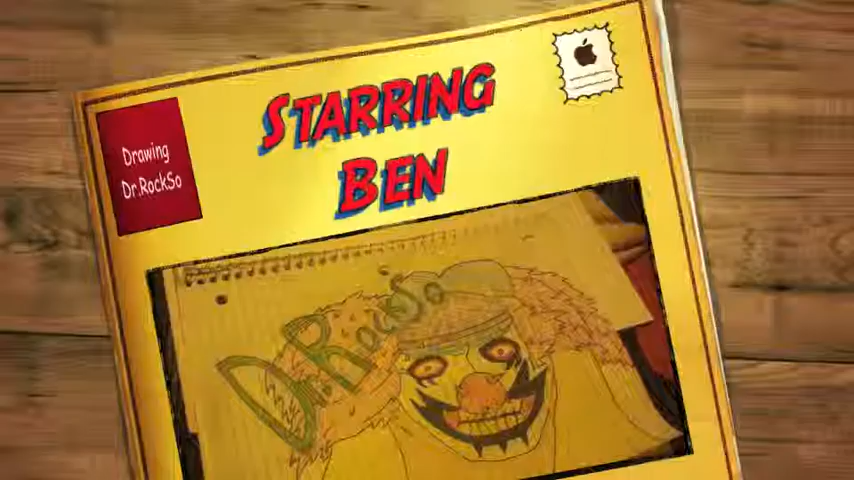 STARRING
BEN
Drawing
Dr.RockSo
Dr.RockSo